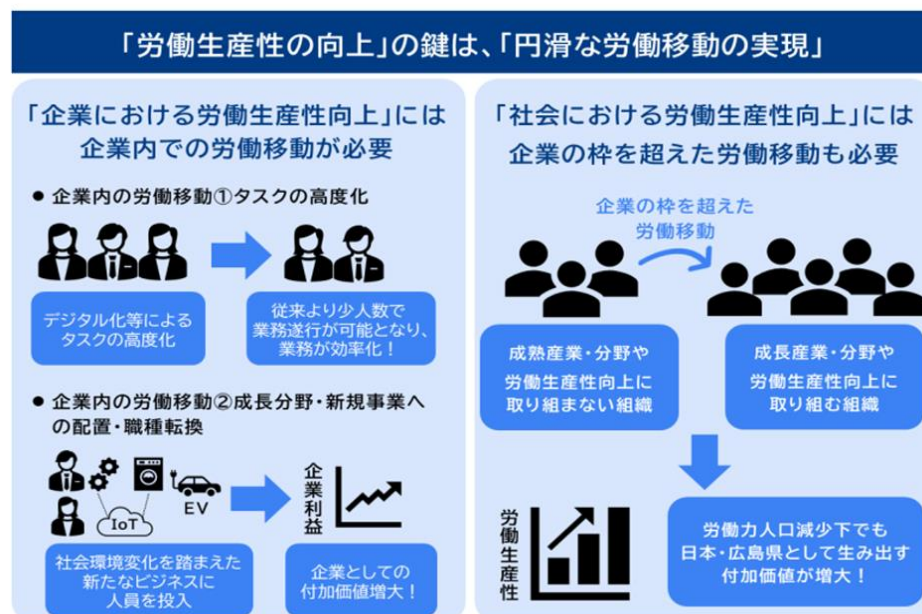 「労働生産性の向上」の鍵は、「円滑な労働移動の実現」
「企業における労働生産性向上」には
企業内での労働移動が必要
● 企業内の労働移動①タスクの高度化
デジタル化等による
タスクの高度化
従来より少人数で
業務遂行が可能となり、
業務が効率化！
● 企業内の労働移動②成長分野・新規事業へ
の配置・職種転換
IoT
EV
企業利益
社会環境変化を踏まえた
新たなビジネスに
人員を投入
企業としての
付加価値増大！
「社会における労働生産性向上」には
企業の枠を超えた労働移動も必要
企業の枠を超えた
労働移動
成熟産業・分野や
労働生産性向上に
取り組まない組織
成長産業・分野や
労働生産性向上に
取り組む組織
労働生産性
労働力人口減少下でも
日本・広島県として生み出す
付加価値が増大！